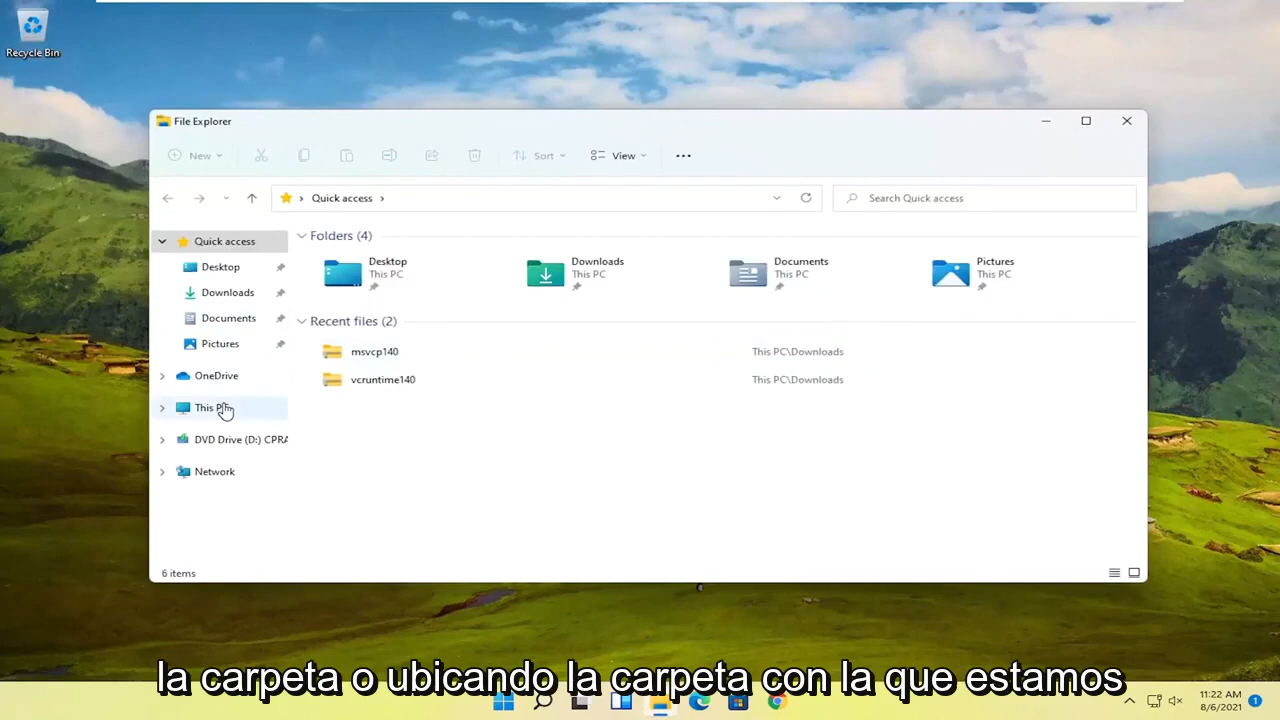 Recycle Bin
File Explorer
New
Sort
View
Quick access
Search Quick access
Quick access
Desktop
Downloads
Documents
Pictures
OneDrive
This
DVD Drive (D:) CPRA
Network
Folders (4)
Desktop
This PC
Downloads
This PC
Documents
This PC
Pictures
This PC
Recent files (2)
msvcp140 This PC\Downloads
vcruntime140 This PC\Downloads
6 items
la carpeta o ubicando la carpeta con la que estamos
11:22 AM
8/6/2021
1